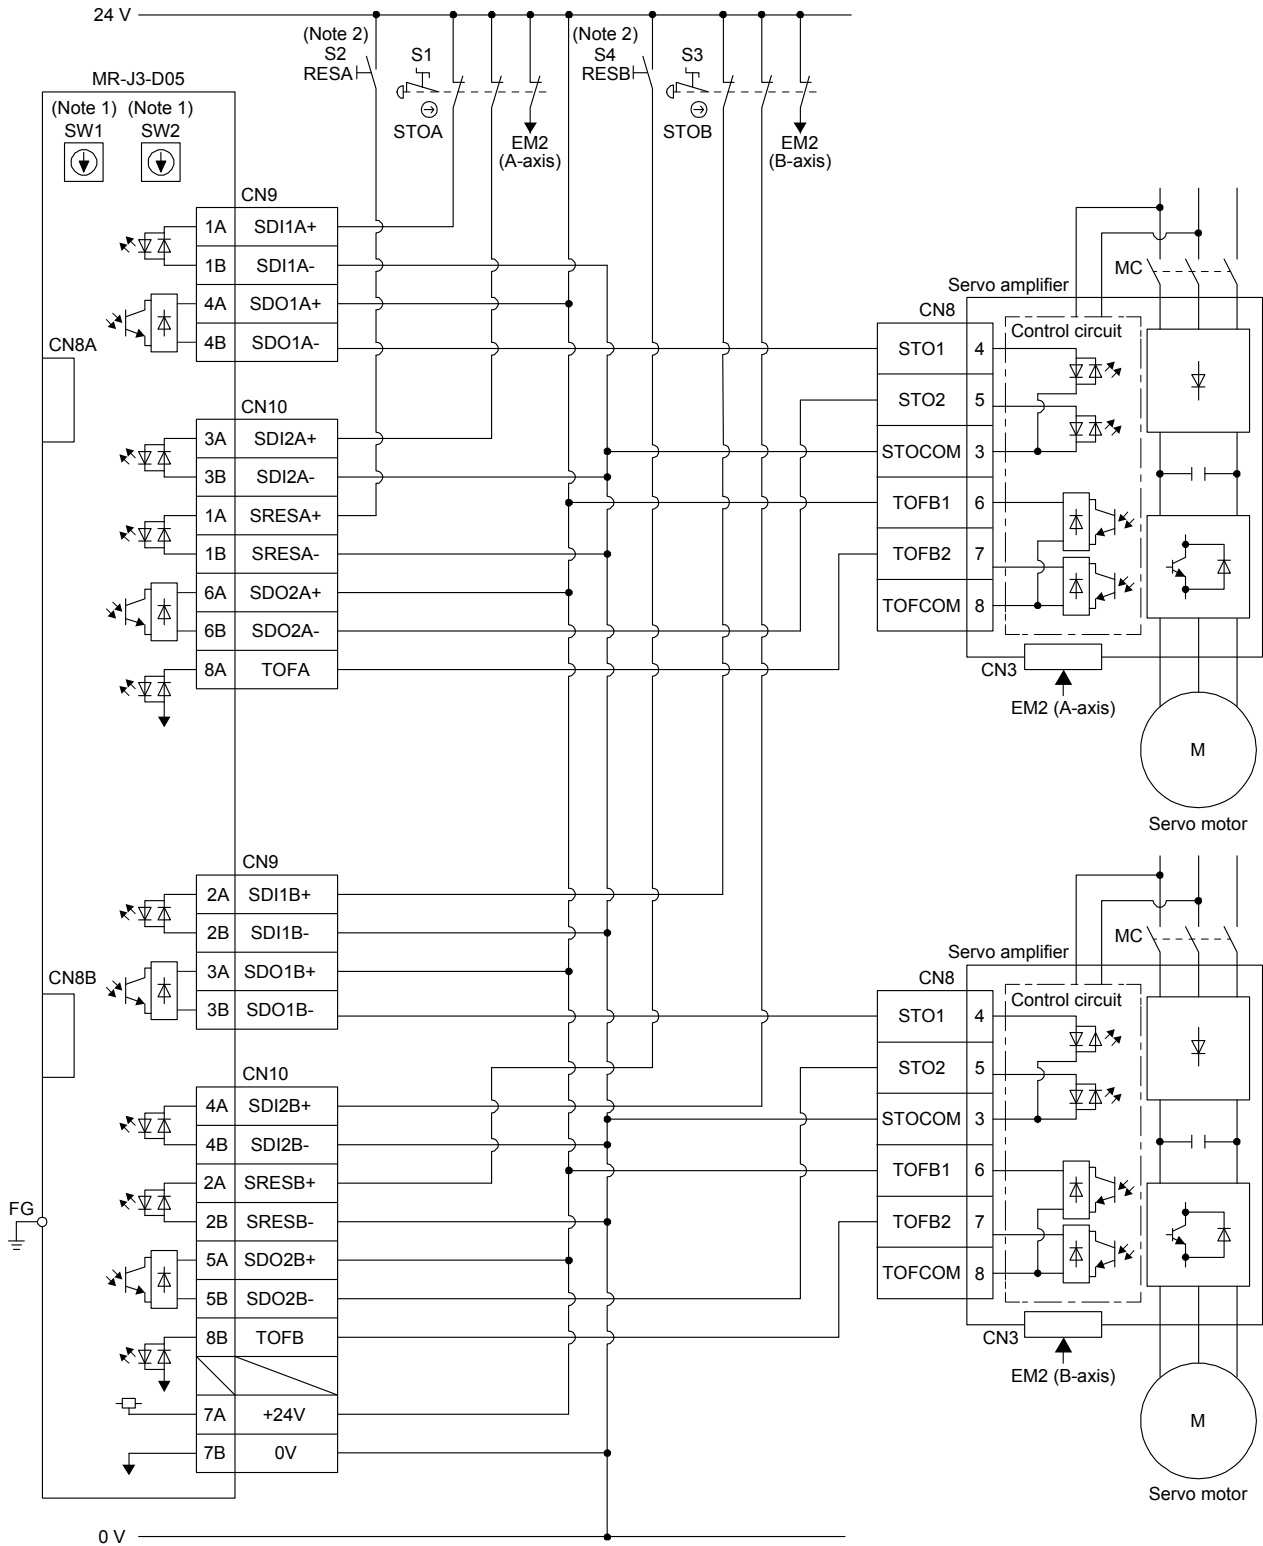 24 V
(Note 2)
S2
RESA
S1
STOA
EM2
(A-axis)
(Note 2)
S4
RESB
S3
STOB
EM2
(B-axis)
MR-J3-D05
(Note 1) (Note 1)
SW1 SW2
CN9
1A SDI1A+
1B SDI1A-
4A SDO1A+
4B SDO1A-
CN8A
CN10
3A SDI2A+
3B SDI2A-
1A SRESA+
1B SRESA-
6A SDO2A+
6B SDO2A-
8A TOFA
MC
Servo amplifier
CN8
Control circuit
STO1 4
STO2 5
STOCOM 3
TOFB1 6
TOFB2 7
TOFCOM 8
CN3
EM2 (A-axis)
M
Servo motor
CN9
2A SDI1B+
2B SDI1B-
3A SDO1B+
3B SDO1B-
CN8B
CN10
4A SDI2B+
4B SDI2B-
2A SRESB+
2B SRESB-
5A SDO2B+
5B SDO2B-
8B TOFB
7A +24V
7B 0V
FG
MC
Servo amplifier
CN8
Control circuit
STO1 4
STO2 5
STOCOM 3
TOFB1 6
TOFB2 7
TOFCOM 8
CN3
EM2 (B-axis)
M
Servo motor
0 V